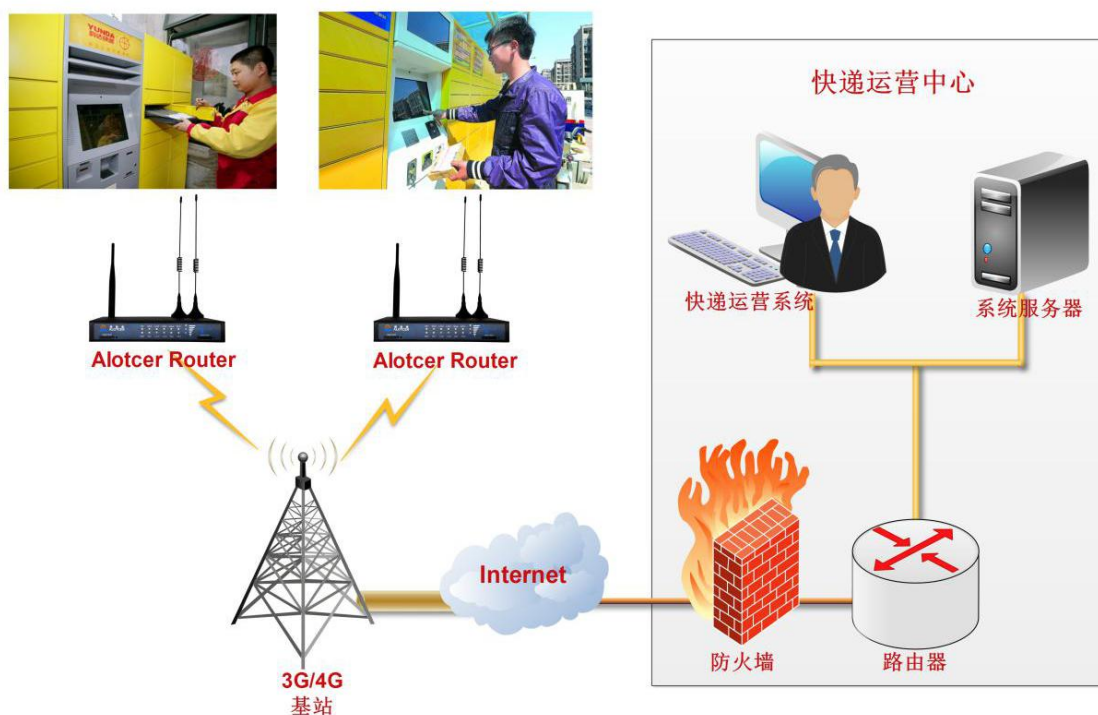 YUNDA
快递运营中心
快递运营系统
系统服务器
Alotcer Router
Alotcer Router
Internet
防火墙
路由器
3G/4G
基站